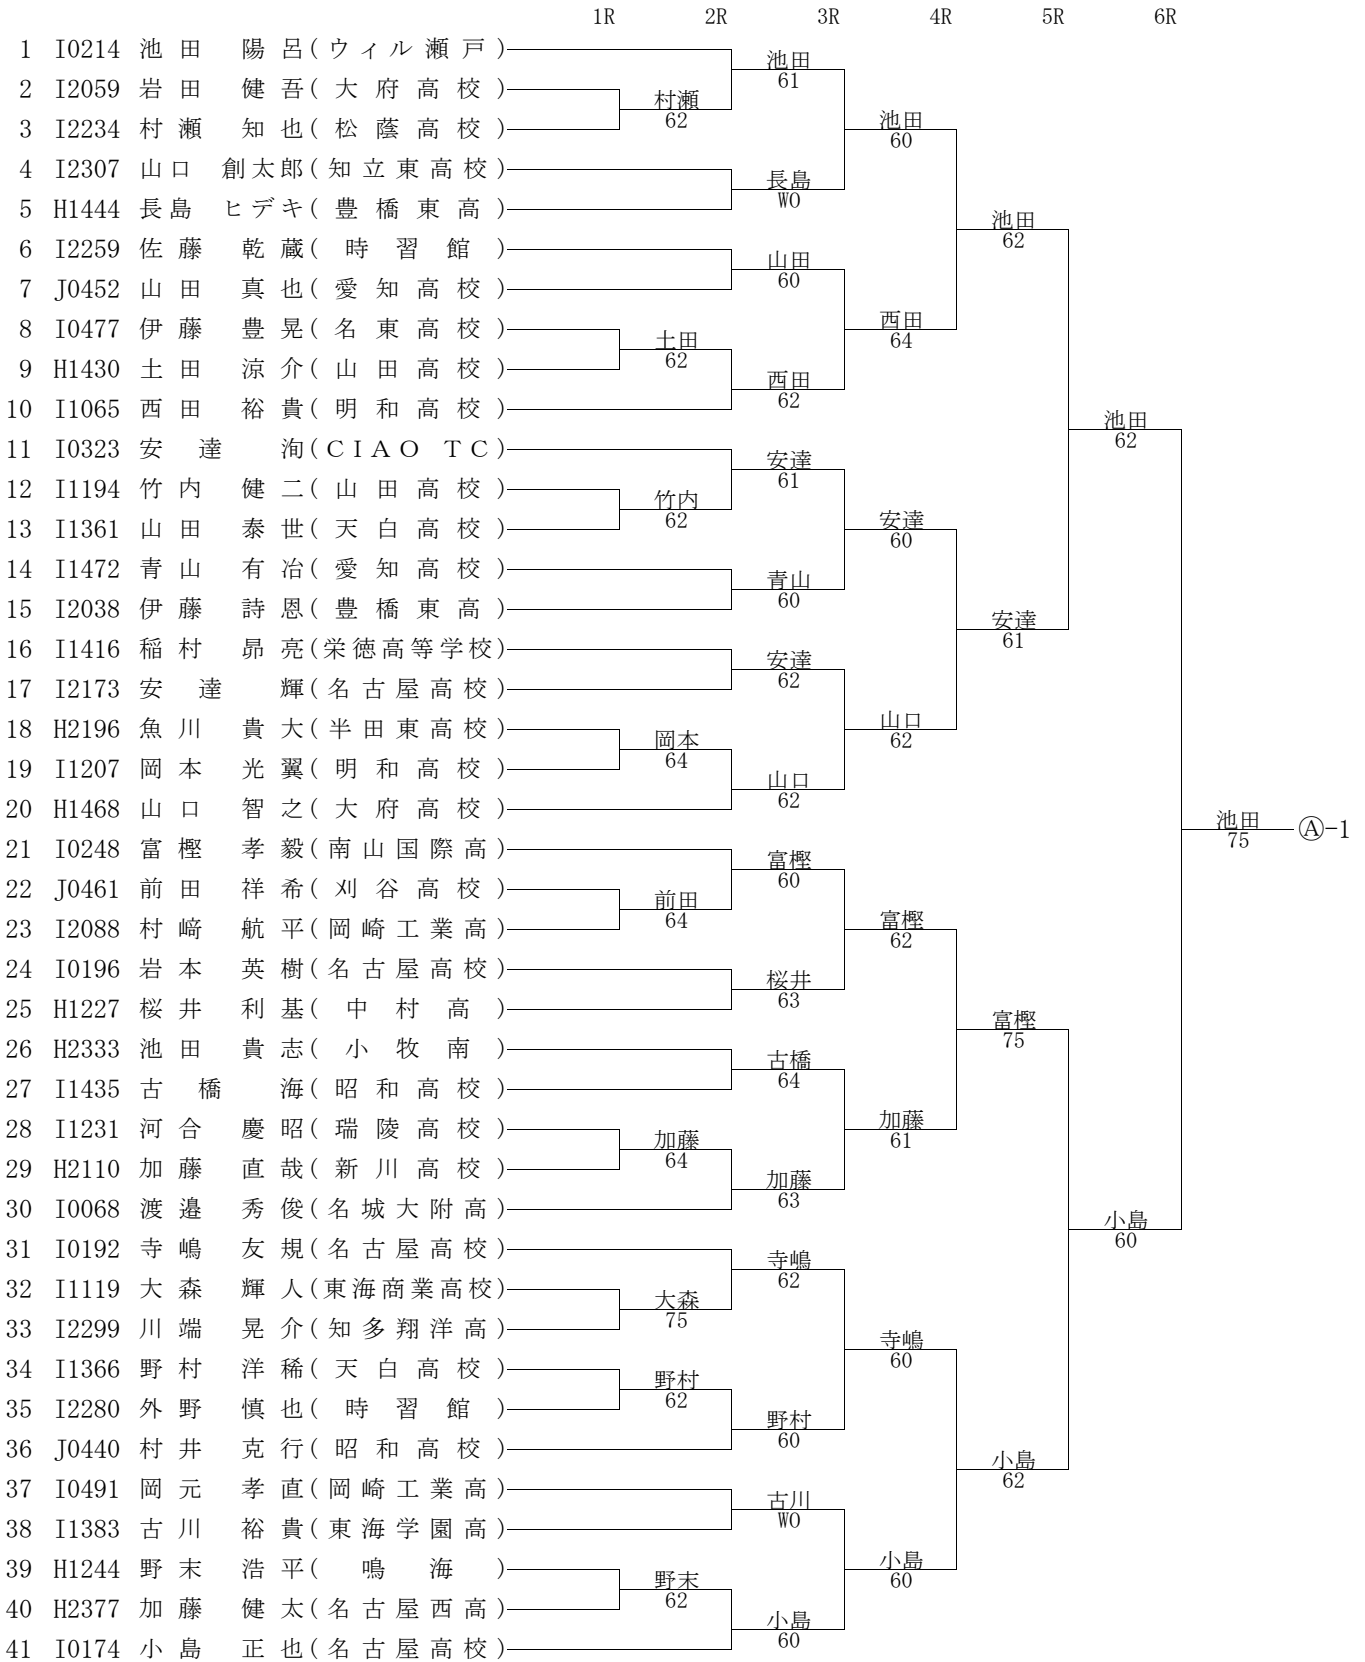 1R 2R 3R 4R 5R 6R
1 I0214 池田 陽呂(ウィル瀬戸)
池田
61
2 I2059 岩田 健吾(大府高校)
村瀬
62
池田
60
3 I2234 村瀬 知也(松蔭高校)
4 I2307 山口 創太郎(知立東高校)
長島
W0
5 H1444 長島 ヒデキ(豊橋東高)
池田
62
6 I2259 佐藤 乾蔵(時習館)
山田
60
7 J0452 山田 真也(愛知高校)
8 I0477 伊藤 豊晃(名東高校)
土田
62
西田
64
9 H1430 土田 涼介(山田高校)
西田
62
10 I1065 西田 裕貴(明和高校)
池田
62
11 I0323 安達 洵(CIAO TC)
安達
61
12 I1194 竹内 健二(山田高校)
竹内
62
安達
60
13 I1361 山田 泰世(天白高校)
14 I1472 青山 有冶(愛知高校)
青山
60
15 I2038 伊藤 詩恩(豊橋東高)
安達
61
16 I1416 稲村 昴亮(栄徳高等学校)
安達
62
17 I2173 安達 輝(名古屋高校)
18 H2196 魚川 貴大(半田東高校)
岡本
64
山口
62
19 I1207 岡本 光翼(明和高校)
山口
62
20 H1468 山口 智之(大府高校)
池田
75
Ⓐ-1
21 I0248 富樫 孝毅(南山国際高)
富樫
60
22 J0461 前田 祥希(刈谷高校)
前田
64
富樫
62
23 I2088 村﨑 航平(岡崎工業高)
24 I0196 岩本 英樹(名古屋高校)
桜井
63
25 H1227 桜井 利基(中村高)
富樫
75
26 H2333 池田 貴志(小牧南)
古橋
64
27 I1435 古橋 海(昭和高校)
28 I1231 河合 慶昭(瑞陵高校)
加藤
64
加藤
61
29 H2110 加藤 直哉(新川高校)
加藤
63
30 I0068 渡邉 秀俊(名城大附高)
小島
60
31 I0192 寺嶋 友規(名古屋高校)
寺嶋
62
32 I1119 大森 輝人(東海商業高校)
大森
75
33 I2299 川端 晃介(知多翔洋高)
寺嶋
60
34 I1366 野村 洋稀(天白高校)
野村
62
35 I2280 外野 慎也(時習館)
野村
60
36 J0440 村井 克行(昭和高校)
小島
62
37 I0491 岡元 孝直(岡崎工業高)
古川
W0
38 I1383 古川 裕貴(東海学園高)
39 H1244 野末 浩平(鳴海)
野末
62
小島
60
40 H2377 加藤 健太(名古屋西高)
小島
60
41 I0174 小島 正也(名古屋高校)